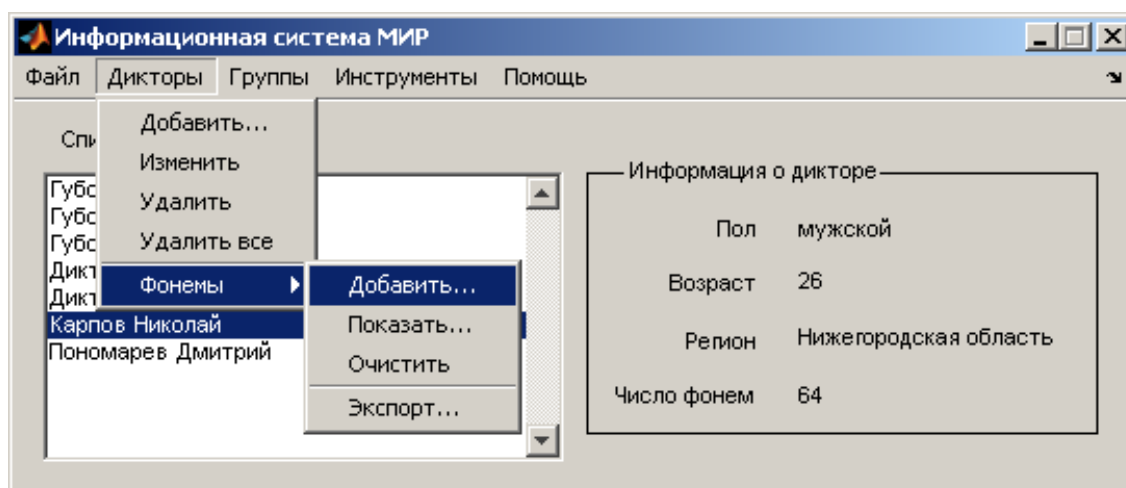 Информационная система МИР
Файл Дикторы Группы Инструменты Помощь
Добавить...
Изменить
Удалить
Удалить все
Фонемы
Добавить...
Показать...
Очистить
Экспорт...
Карпов Николай
Пономарев Дмитрий
Информация о дикторе
Пол мужской
Возраст 26
Регион Нижегородская область
Число фонем 64